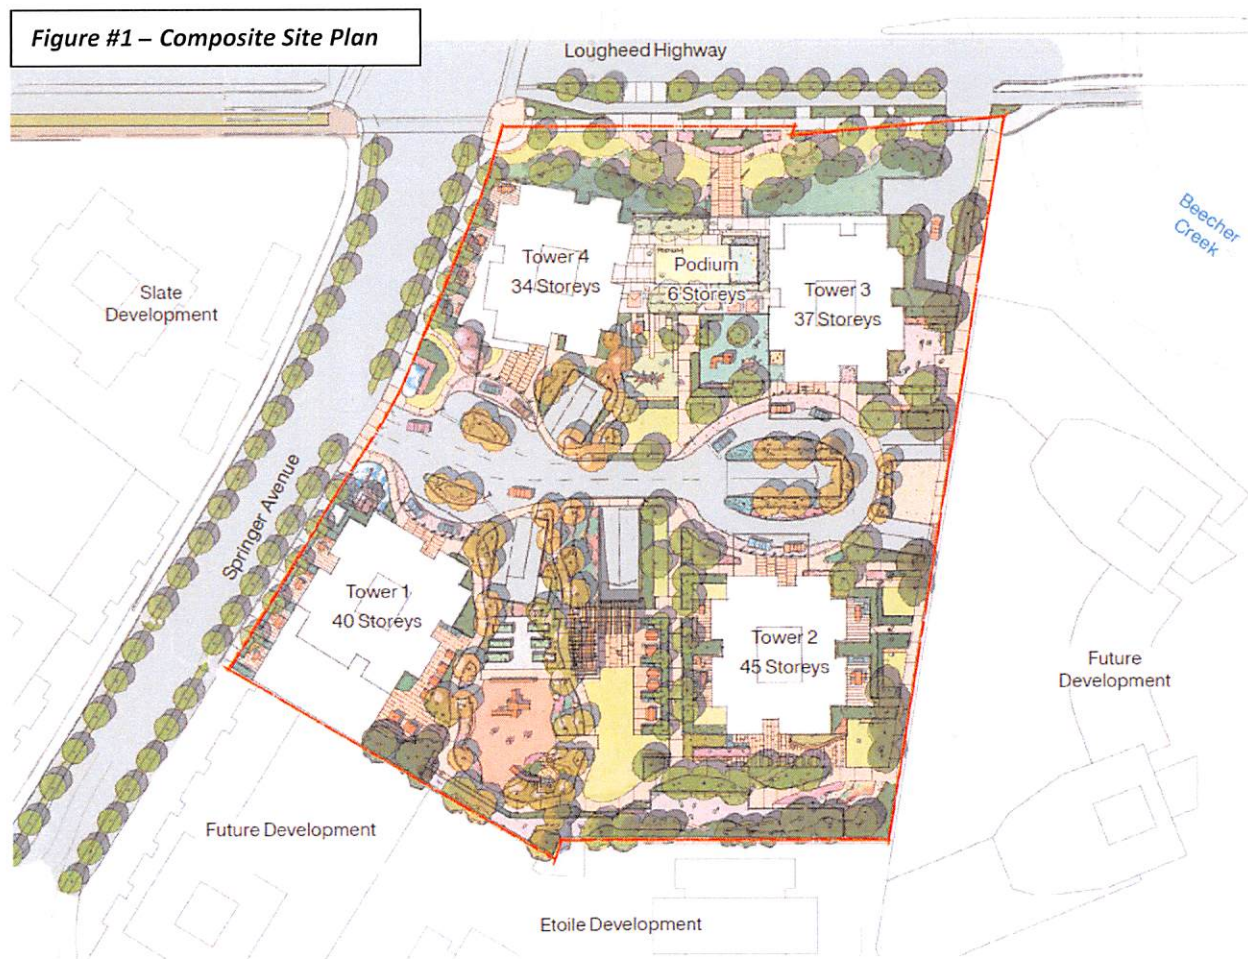 Figure #1 – Composite Site Plan
Lougheed Highway
Beecher
Creek
Slate
Development
Tower 4
34 Storeys
Podium
6 Storeys
Tower 3
37 Storeys
Springer Avenue
Tower 1
40 Storeys
Tower 2
45 Storeys
Future
Development
Future Development
Etoile Development